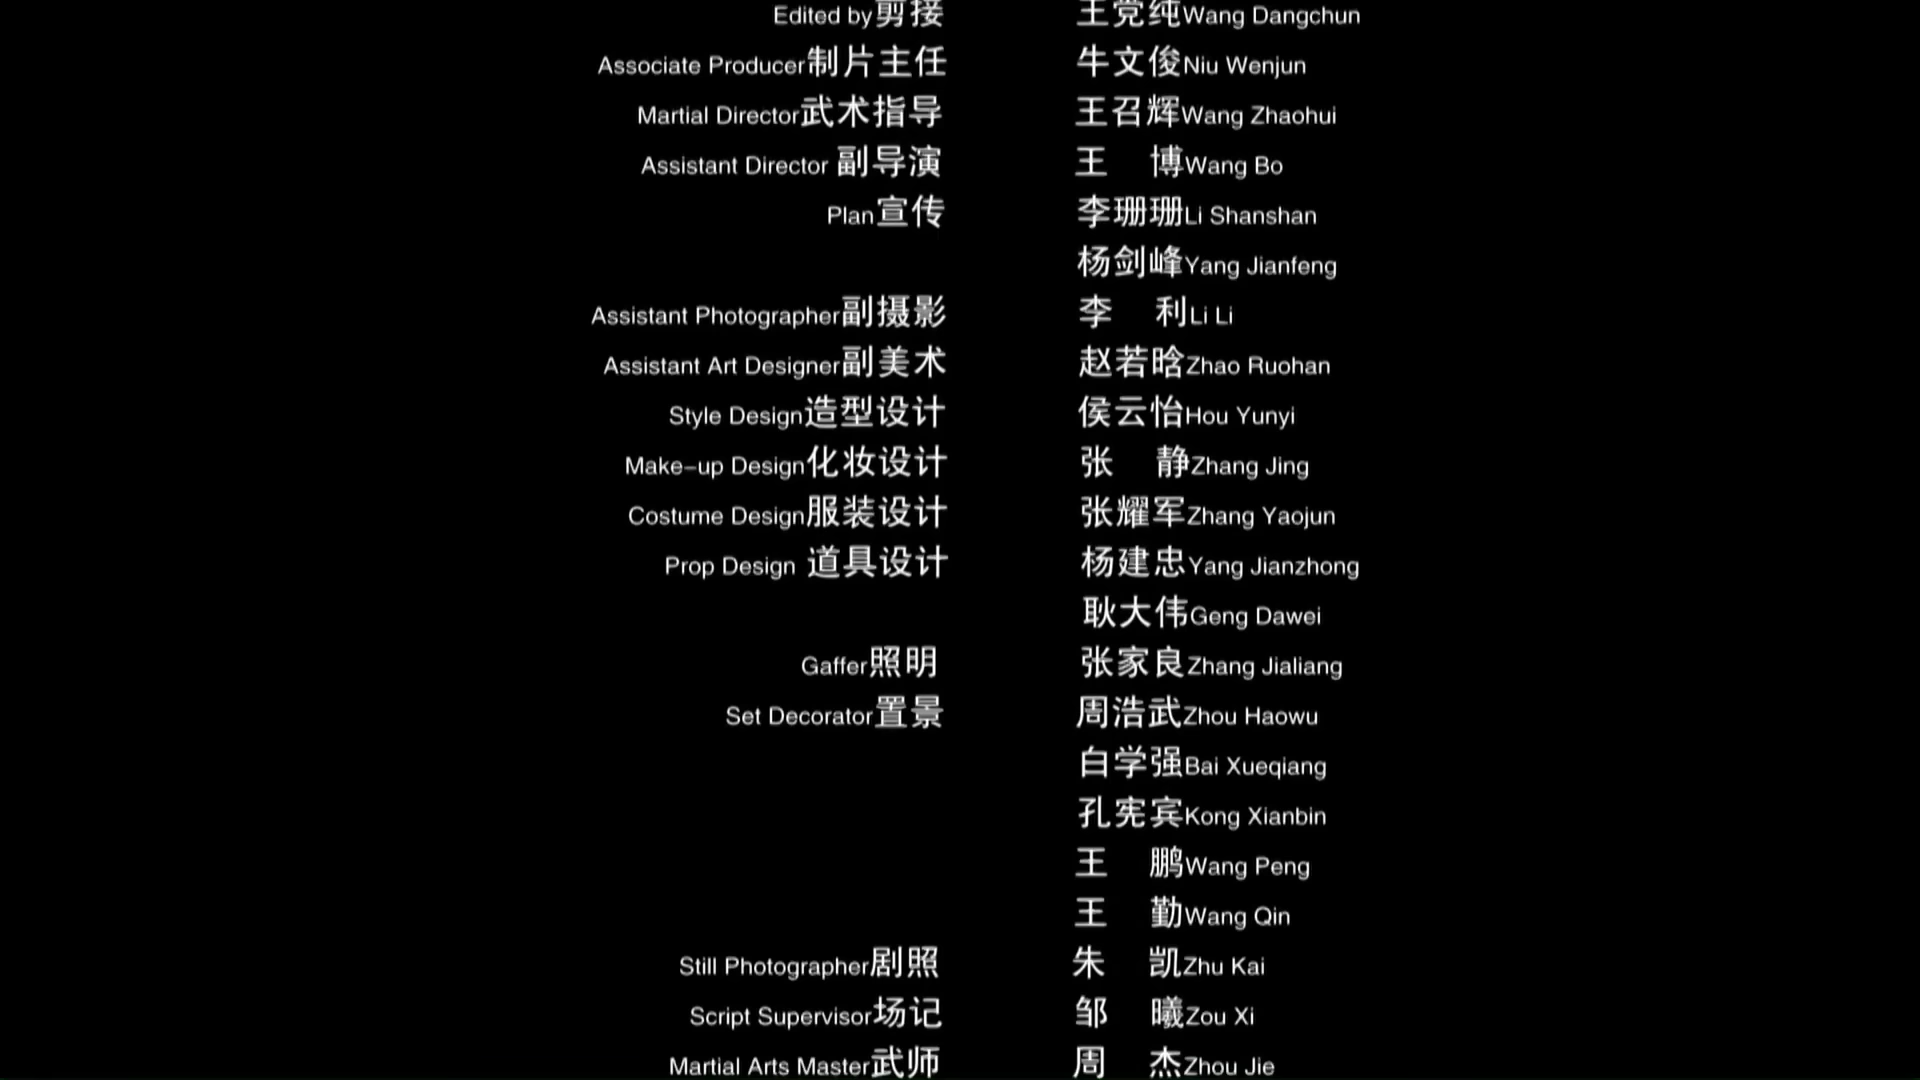 Edited by剪接 王党纯Wang Dangchun
Associate Producer制片主任 牛文俊Niu Wenjun
Martial Director武术指导 王召辉Wang Zhaohui
Assistant Director 副导演 王 博Wang Bo
Plan宣传 李珊珊Li Shanshan
杨剑峰Yang Jianfeng
Assistant Photographer副摄影 李 利Li Li
Assistant Art Designer副美术 赵若晗Zhao Ruohan
Style Design造型设计 侯云怡Hou Yunyi
Make-up Design化妆设计 张 静Zhang Jing
Costume Design服装设计 张耀军Zhang Yaojun
Prop Design 道具设计 杨建忠Yang Jianzhong
耿大伟Geng Dawei
Gaffer照明 张家良Zhang Jialiang
Set Decorator置景 周浩武Zhou Haowu
白学强Bai Xueqiang
孔宪宾Kong Xianbin
王 鹏Wang Peng
王 勤Wang Qin
Still Photographer剧照 朱 凯Zhu Kai
Script Supervisor场记 邹 曦Zou Xi
Martial Arts Master武师 周 杰Zhou Jie